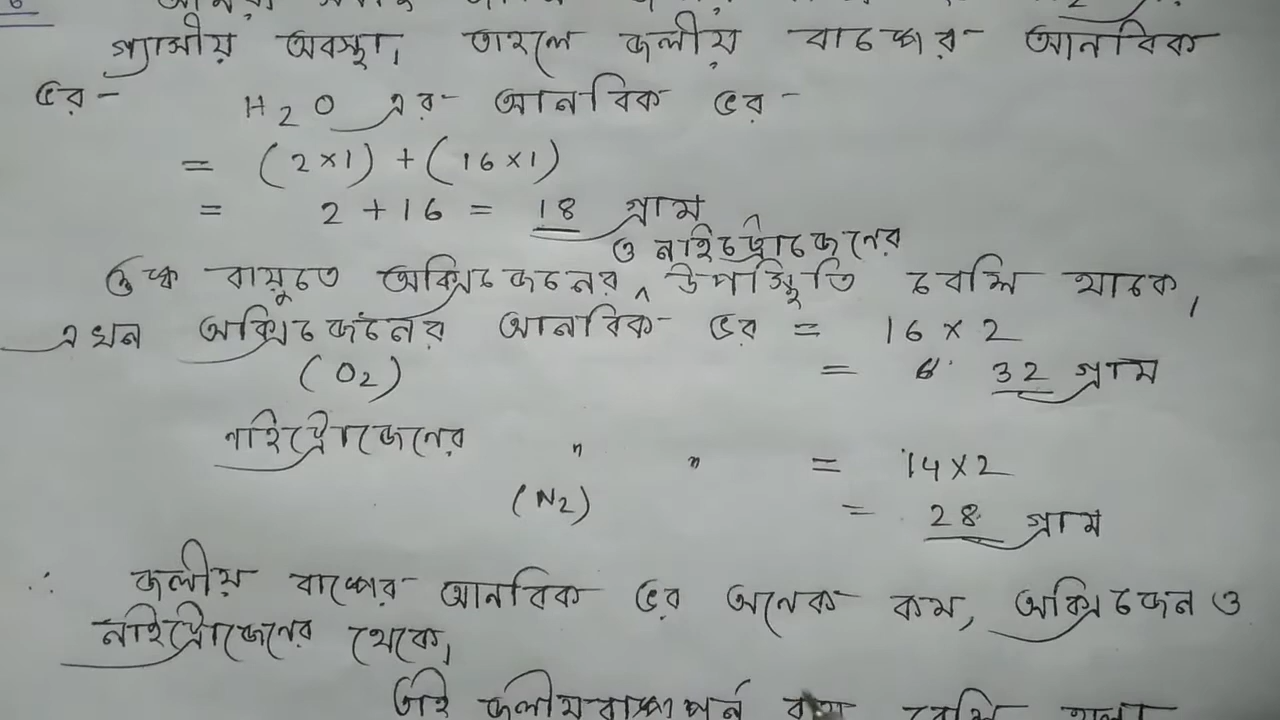 গ্যাসীয় অবস্থা। তাহলে জলীয় বাষ্পের আনবিক
ভর-
H2O এর আনবিক ভর-
= (2×1) + (16×1)
= 2 + 16 = 18 গ্রাম
ও নাইট্রোজেনের
শুষ্ক বায়ুতে অক্সিজেনের ^ উপস্থিতি বেশি থাকে,
এখন অক্সিজেনের আনবিক ভর = 16 × 2
(O2) = 32 গ্রাম
নাইট্রোজেনের " " = 14×2
(N2) = 28 গ্রাম
∴ জলীয় বাষ্পের আনবিক ভর অনেক কম, অক্সিজেন ও
নাইট্রোজেনের থেকে।
তাই জলীয়বাষ্প